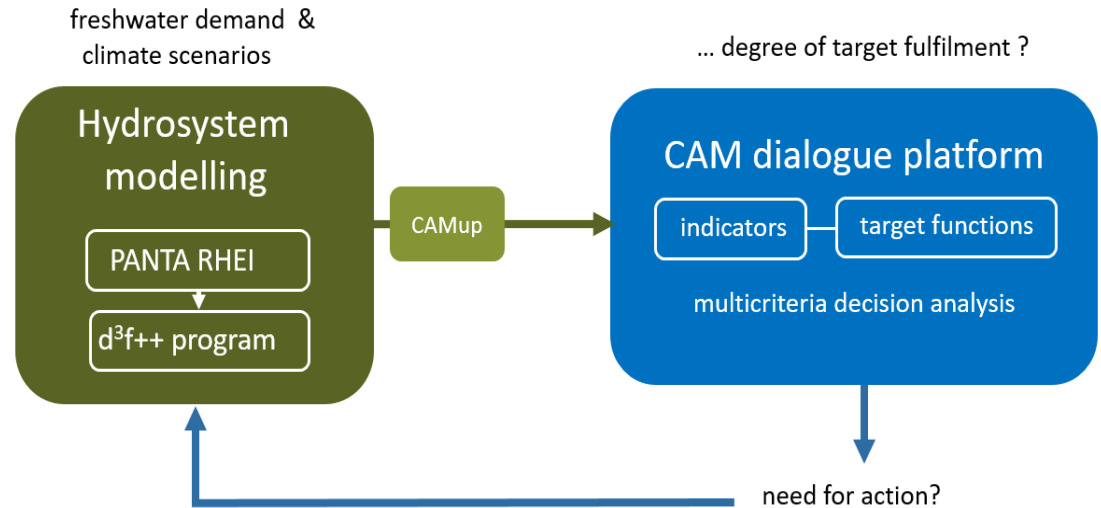 freshwater demand &
climate scenarios
... degree of target fulfilment ?
Hydrosystem
modelling
PANTA RHEI
d³f++ program
CAMup
CAM dialogue platform
indicators
target functions
multicriteria decision analysis
need for action?